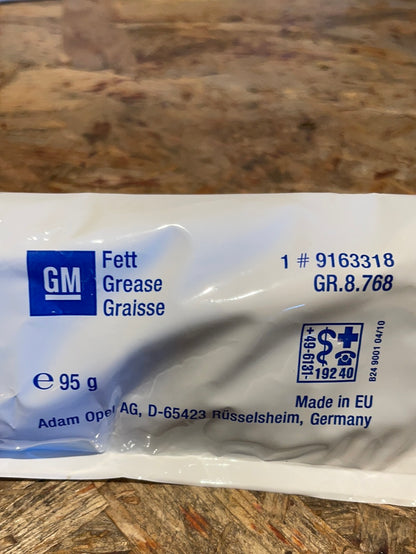 GM
Fett
Grease
Graisse
1 # 9163318
GR.8.768
+49-6131-
19240
B24 9001 04/10
e 95 g
Made in EU
Adam Opel AG, D-65423 Rüsselsheim, Germany